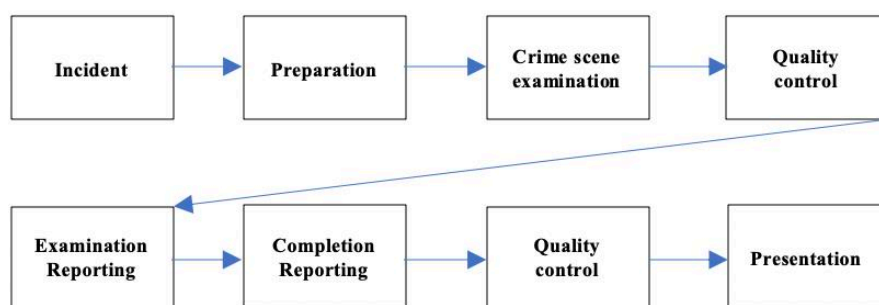 Incident
Preparation
Crime scene
examination
Quality
control
Examination
Reporting
Completion
Reporting
Quality
control
Presentation